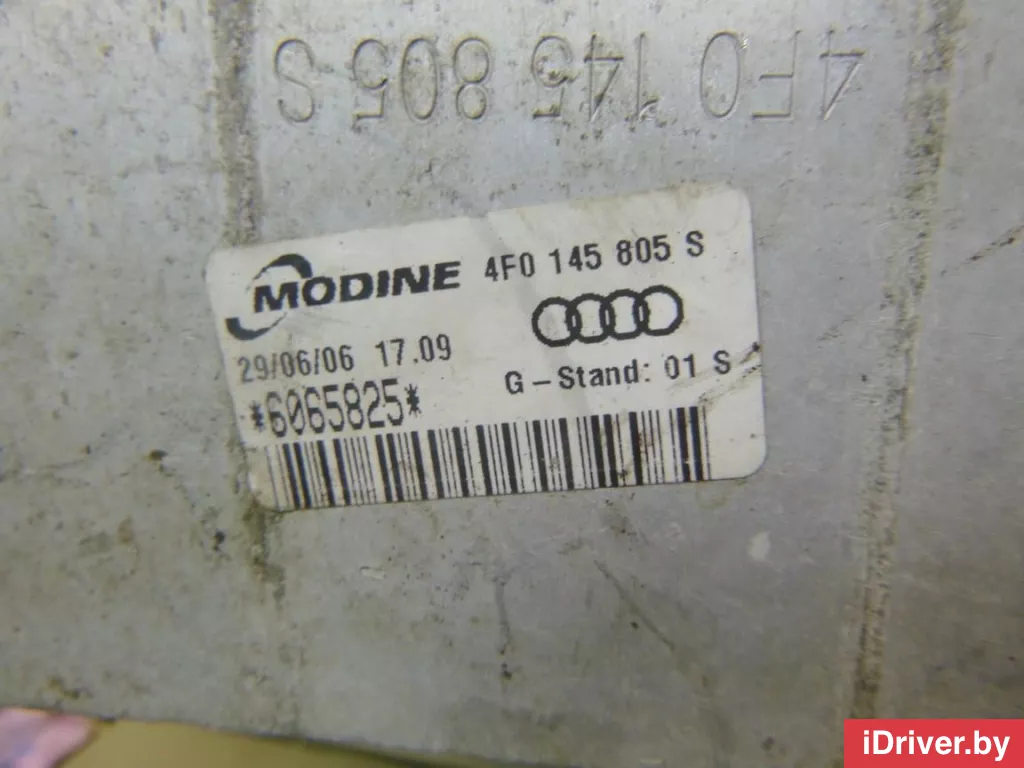 4F0 145 805 S
MODINE 4F0 145 805 S
29/06/06 17.09
G-Stand: 01 S
*6065825*
iDriver.by